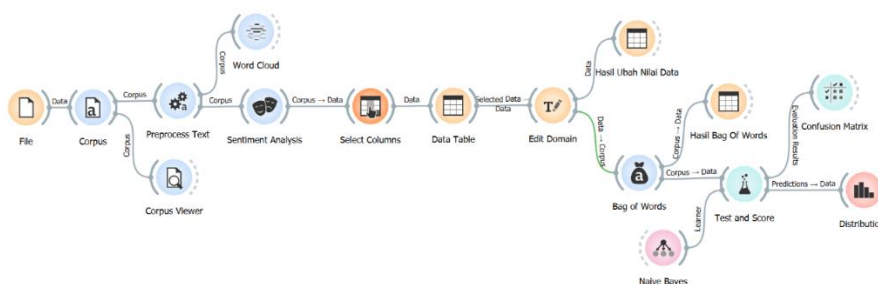 Word Cloud
Corpus
Data
Hasil Ubah Nilai Data
Data
Corpus
Corpus
Corpus → Data
Data
Selected Data →
Data
File
Corpus
Preprocess Text
Sentiment Analysis
Select Columns
Data Table
Edit Domain
Hasil Bag Of Words
Confusion Matrix
Evaluation Results
Corpus
Data → Corpus
Corpus → Data
Corpus → Data
Predictions → Data
Corpus Viewer
Bag of Words
Test and Score
Distributio
Learner
Naive Bayes
a
a
T
a